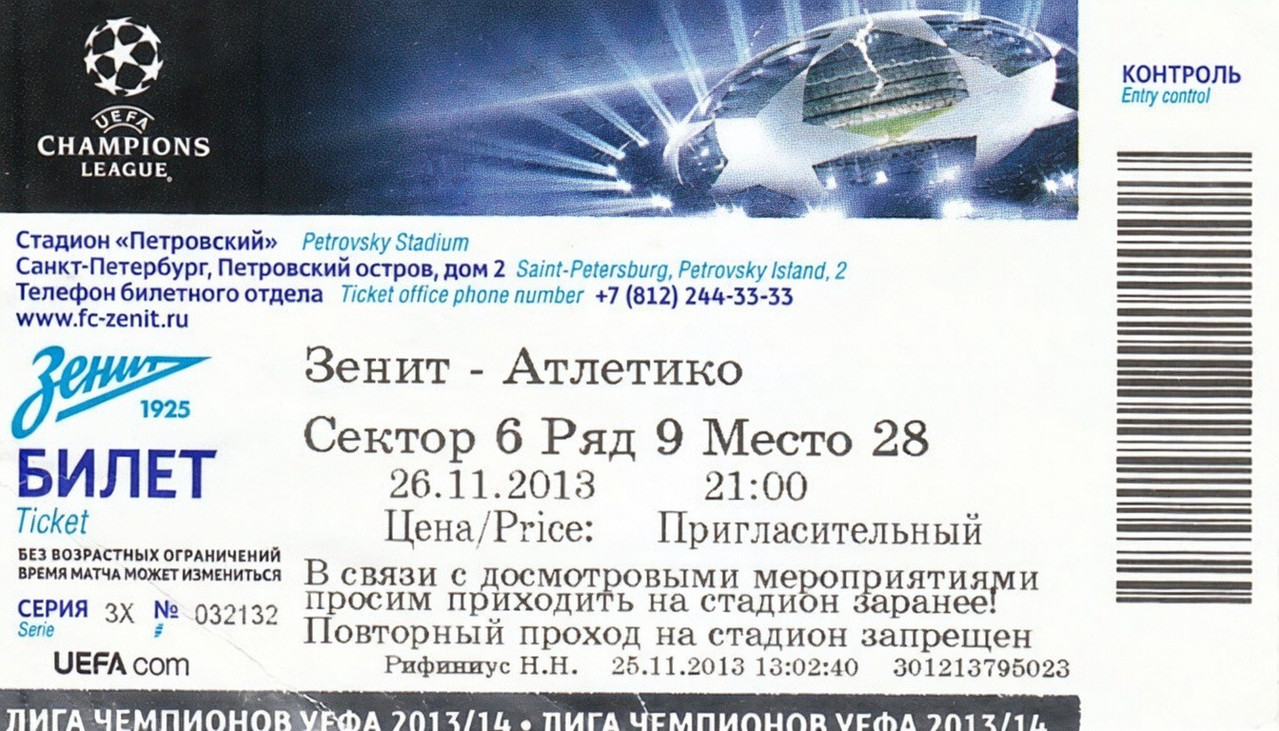 UEFA
CHAMPIONS
LEAGUE®
КОНТРОЛЬ
Entry control
Стадион «Петровский» Petrovsky Stadium
Санкт-Петербург, Петровский остров, дом 2 Saint-Petersburg, Petrovsky Island, 2
Телефон билетного отдела Ticket office phone number +7 (812) 244-33-33
www.fc-zenit.ru
Зенит
1925
БИЛЕТ
Ticket
БЕЗ ВОЗРАСТНЫХ ОГРАНИЧЕНИЙ
ВРЕМЯ МАТЧА МОЖЕТ ИЗМЕНИТЬСЯ
СЕРИЯ ЗХ № 032132
Serie
UEFA com
Зенит - Атлетико
Сектор 6 Ряд 9 Место 28
26.11.2013 21:00
Цена/Price: Пригласительный
В связи с досмотровыми мероприятиями
просим приходить на стадион заранее!
Повторный проход на стадион запрещен
Рифиниус Н.Н. 25.11.2013 13:02:40 301213795023
ЛИГА ЧЕМПИОНОВ УЕФА 2013/14 • ЛИГА ЧЕМПИОНОВ УЕФА 2013/14